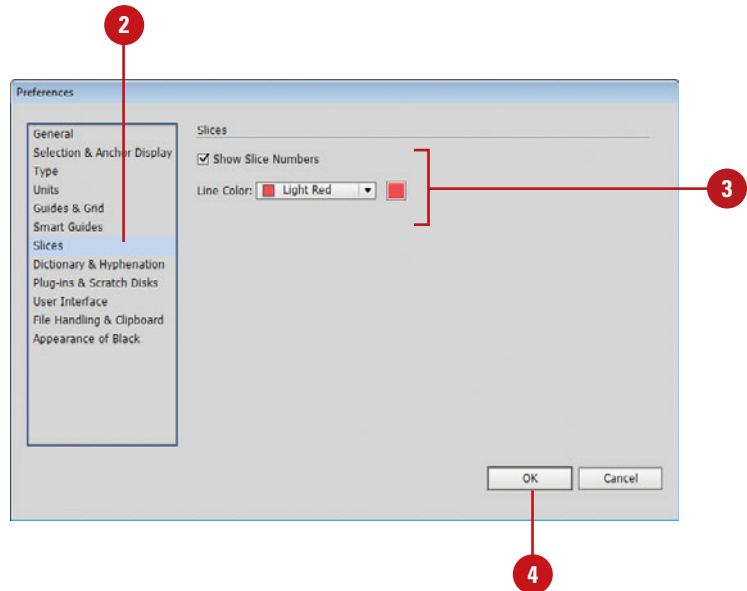 2
Preferences
General
Selection & Anchor Display
Type
Units
Guides & Grid
Smart Guides
Slices
Dictionary & Hyphenation
Plug-ins & Scratch Disks
User Interface
File Handling & Clipboard
Appearance of Black
Slices
Show Slice Numbers
Line Color: Light Red
3
OK Cancel
4